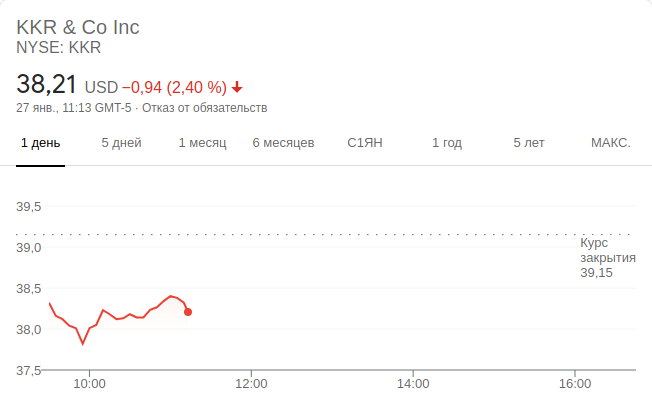 KKR & Co Inc
NYSE: KKR
38,21 USD −0,94 (2,40 %)
27 янв., 11:13 GMT-5 · Отказ от обязательств
1 день 5 дней 1 месяц 6 месяцев С1ЯН 1 год 5 лет МАКС.
39,5
39,0
38,5
38,0
37,5
Курс
закрытия
39,15
10:00 12:00 14:00 16:00